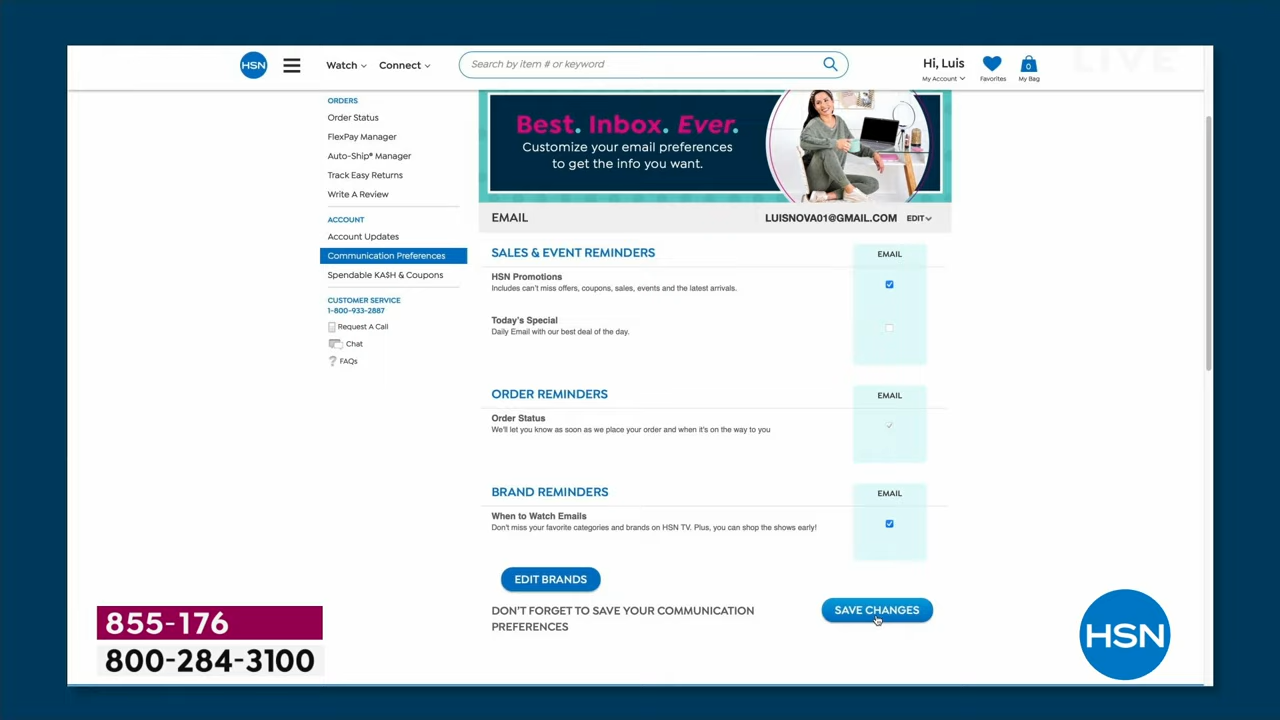 LIVE
HSN
Watch
Connect
Search by item # or keyword
Hi, Luis
My Account
Favorites
0
My Bag
ORDERS
Order Status
FlexPay Manager
Auto-Ship® Manager
Track Easy Returns
Write A Review
ACCOUNT
Account Updates
Communication Preferences
Spendable KA$H & Coupons
CUSTOMER SERVICE
1-800-933-2887
Request A Call
Chat
FAQs
Best. Inbox. Ever.
Customize your email preferences
to get the info you want.
EMAIL
LUISNOVA01@GMAIL.COM
EDIT
SALES & EVENT REMINDERS
EMAIL
HSN Promotions
Includes can't miss offers, coupons, sales, events and the latest arrivals.
Today's Special
Daily Email with our best deal of the day.
ORDER REMINDERS
EMAIL
Order Status
We'll let you know as soon as we place your order and when it's on the way to you
BRAND REMINDERS
EMAIL
When to Watch Emails
Don't miss your favorite categories and brands on HSN TV. Plus, you can shop the shows early!
EDIT BRANDS
DON'T FORGET TO SAVE YOUR COMMUNICATION
PREFERENCES
SAVE CHANGES
855-176
800-284-3100
HSN